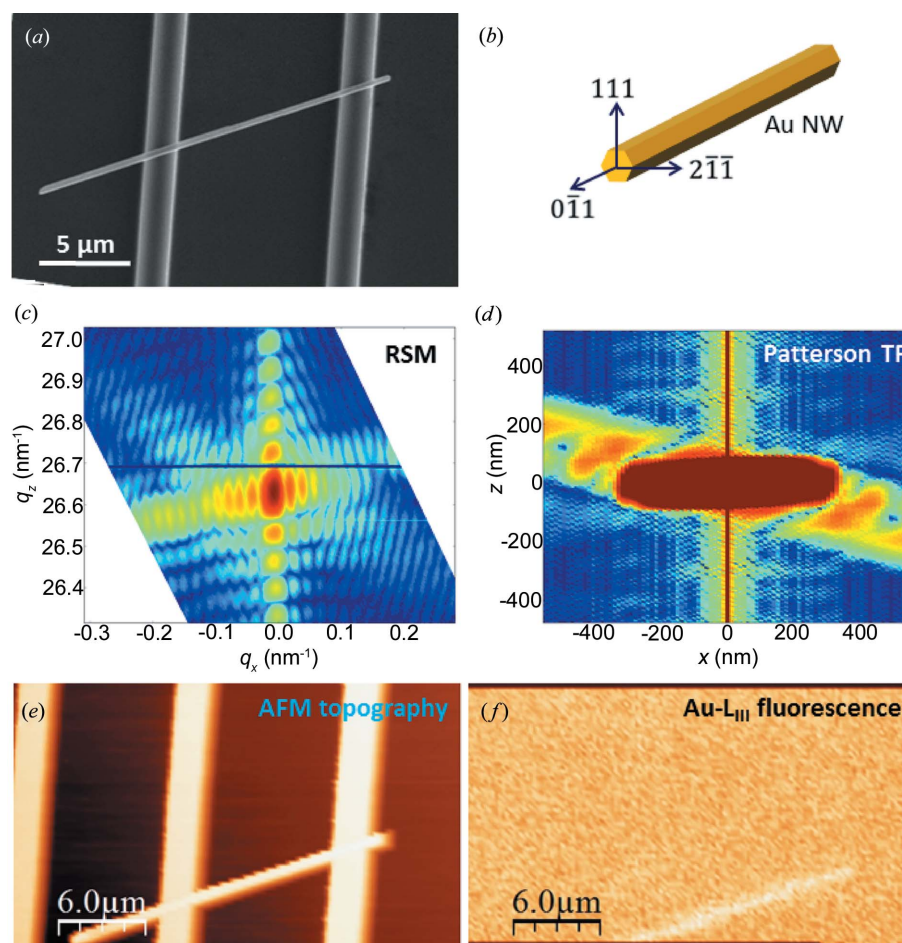 (a)
5 μm
(b)
111
Au NW
2̅1̅1̅
01̅1
(c)
RSM
27.0
26.9
26.8
26.7
26.6
26.5
26.4
q_z (nm⁻¹)
-0.3 -0.2 -0.1 0.0 0.1 0.2
q_x (nm⁻¹)
(d)
Patterson TF
400
200
0
-200
-400
z (nm)
-400 -200 0 200 400
x (nm)
(e)
AFM topography
6.0μm
(f)
Au-L_III fluorescence
6.0μm